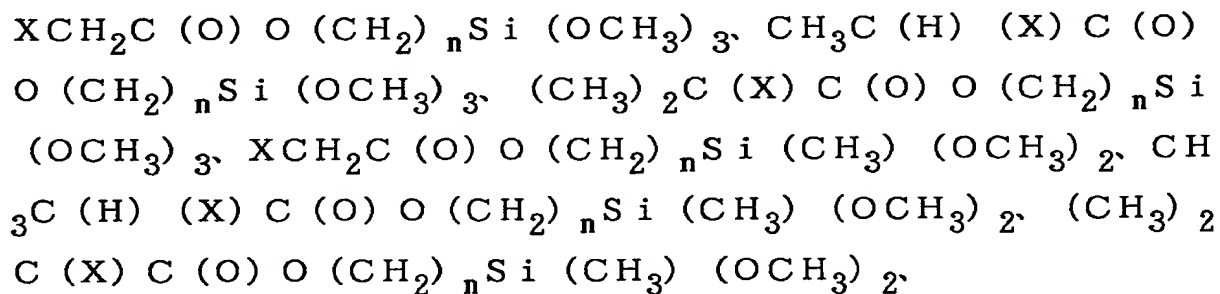 XCH₂C (O) O (CH₂) ₙSi (OCH₃) ₃、CH₃C (H) (X) C (O)
O (CH₂) ₙSi (OCH₃) ₃、 (CH₃) ₂C (X) C (O) O (CH₂) ₙSi
(OCH₃) ₃、XCH₂C (O) O (CH₂) ₙSi (CH₃) (OCH₃) ₂、CH
₃C (H) (X) C (O) O (CH₂) ₙSi (CH₃) (OCH₃) ₂、 (CH₃) ₂
C (X) C (O) O (CH₂) ₙSi (CH₃) (OCH₃) ₂、